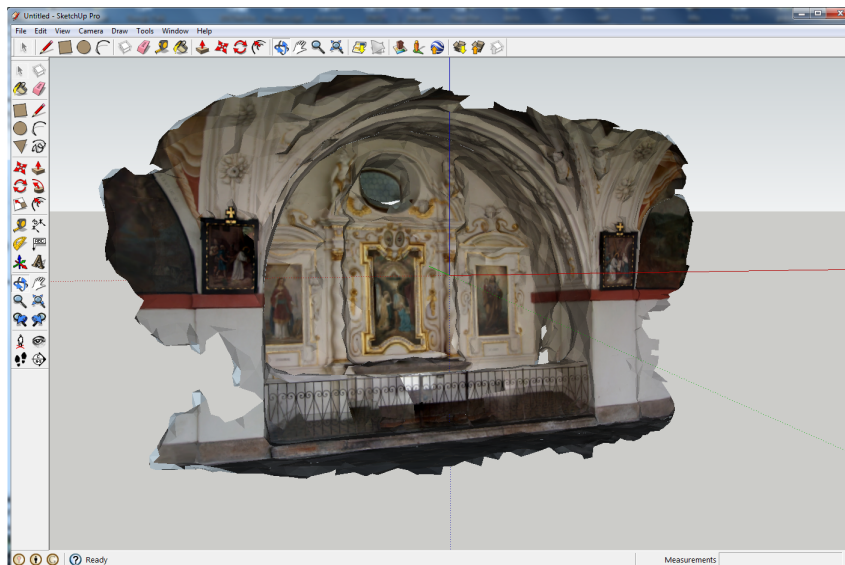 Untitled - SketchUp Pro
File Edit View Camera Draw Tools Window Help
Ready
Measurements